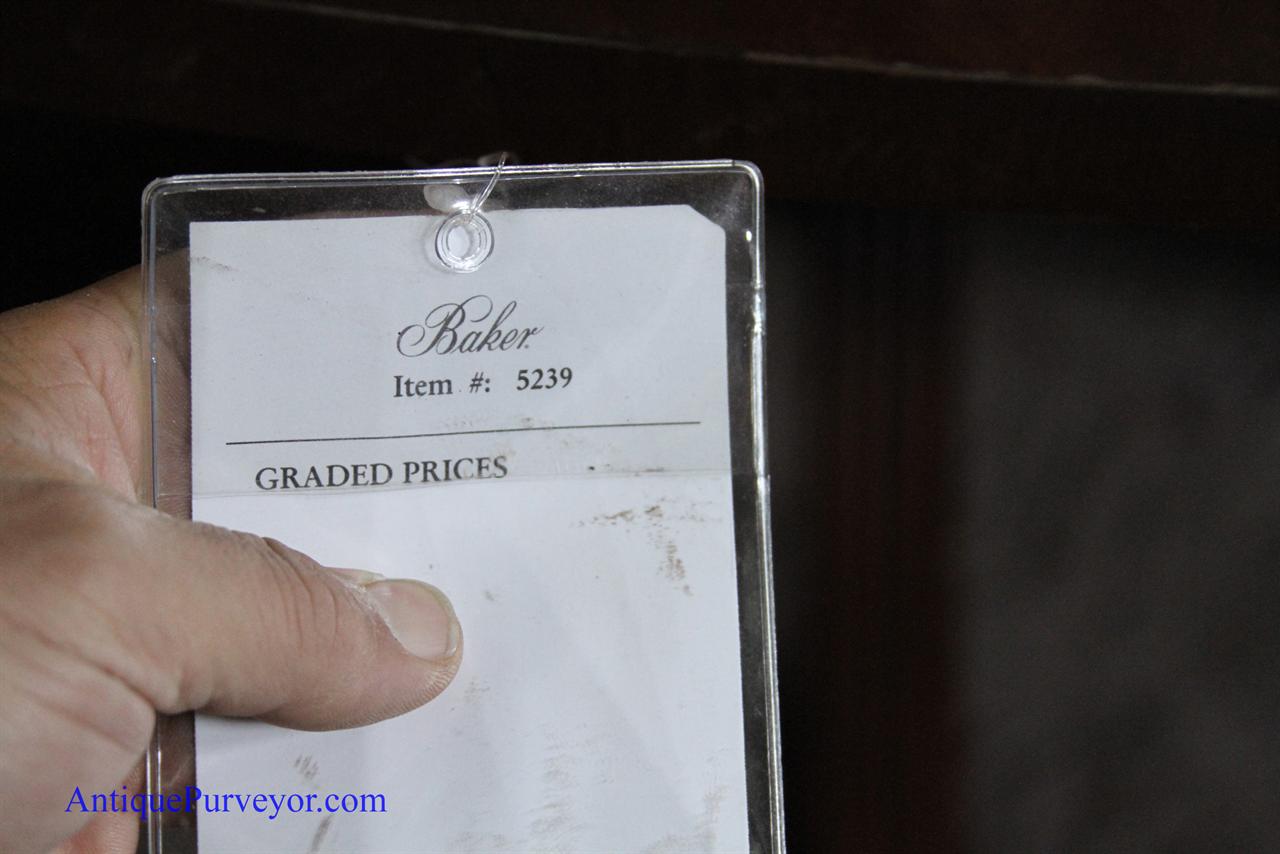 Baker
Item #: 5239
GRADED PRICES
AntiquePurveyor.com